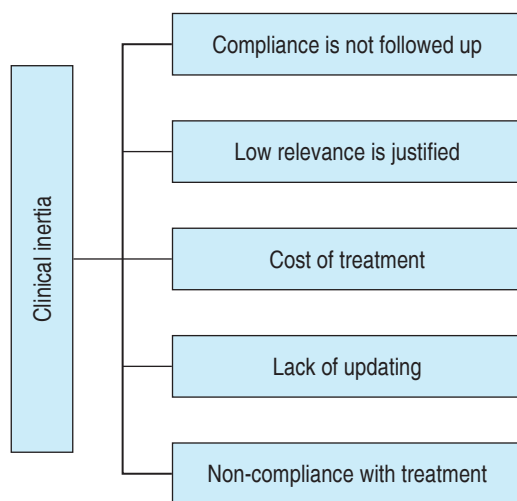 Clinical inertia
Compliance is not followed up
Low relevance is justified
Cost of treatment
Lack of updating
Non-compliance with treatment